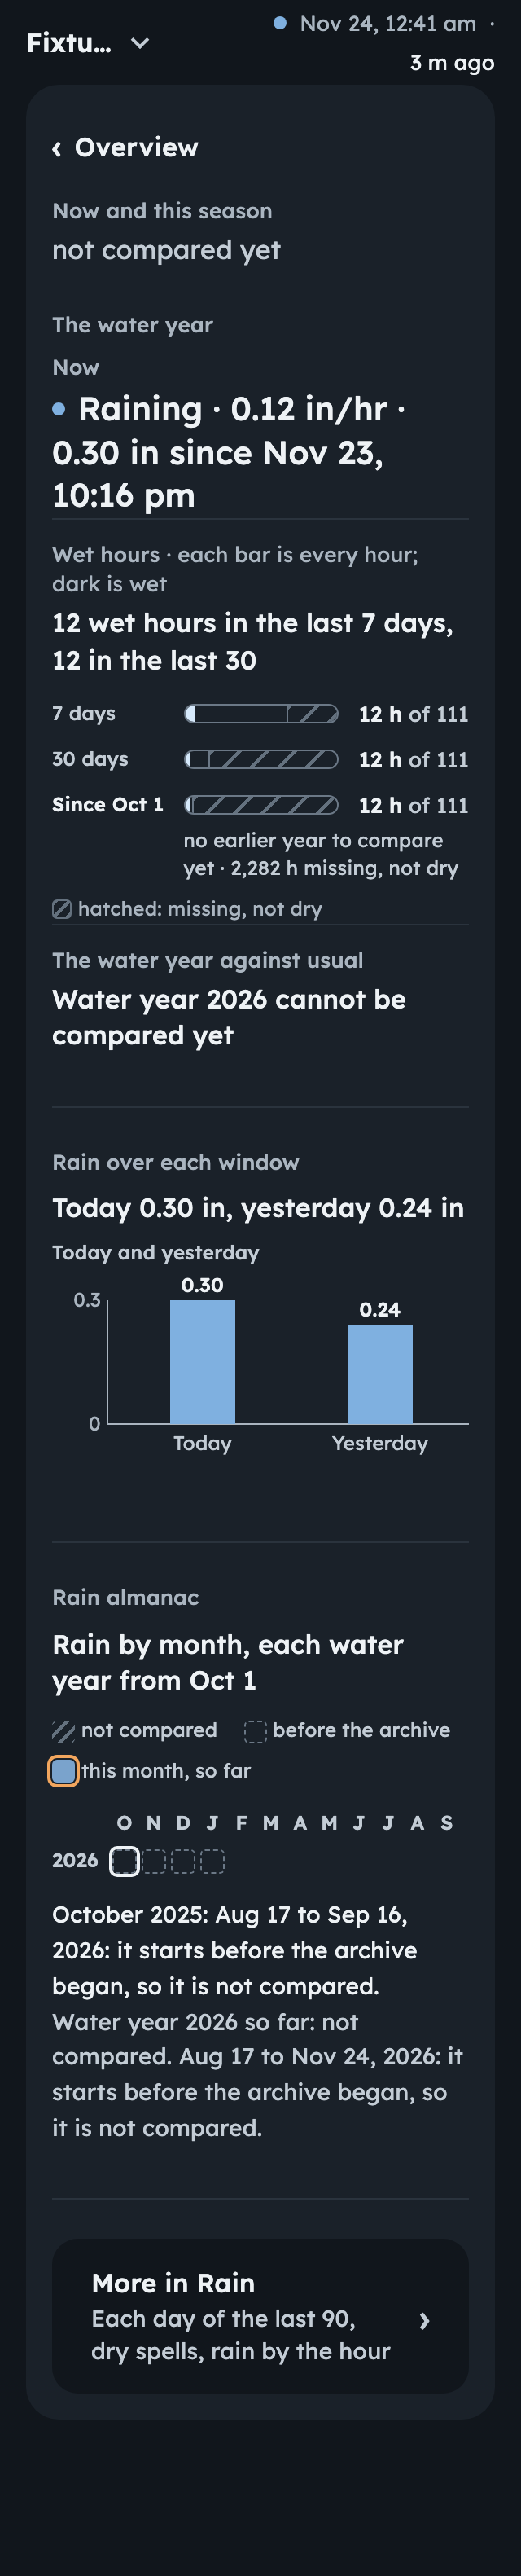 Fixtu...
Nov 24, 12:41 am ·
3 m ago
‹ Overview
Now and this season
not compared yet
The water year
Now
Raining · 0.12 in/hr ·
0.30 in since Nov 23,
10:16 pm
Wet hours · each bar is every hour;
dark is wet
12 wet hours in the last 7 days,
12 in the last 30
7 days 12 h of 111
30 days 12 h of 111
Since Oct 1 12 h of 111
no earlier year to compare
yet · 2,282 h missing, not dry
hatched: missing, not dry
The water year against usual
Water year 2026 cannot be
compared yet
Rain over each window
Today 0.30 in, yesterday 0.24 in
Today and yesterday
0.30
0.3
0.24
0
Today Yesterday
Rain almanac
Rain by month, each water
year from Oct 1
not compared before the archive
this month, so far
O N D J F M A M J J A S
2026
October 2025: Aug 17 to Sep 16,
2026: it starts before the archive
began, so it is not compared.
Water year 2026 so far: not
compared. Aug 17 to Nov 24, 2026: it
starts before the archive began, so
it is not compared.
More in Rain
Each day of the last 90,
dry spells, rain by the hour
›